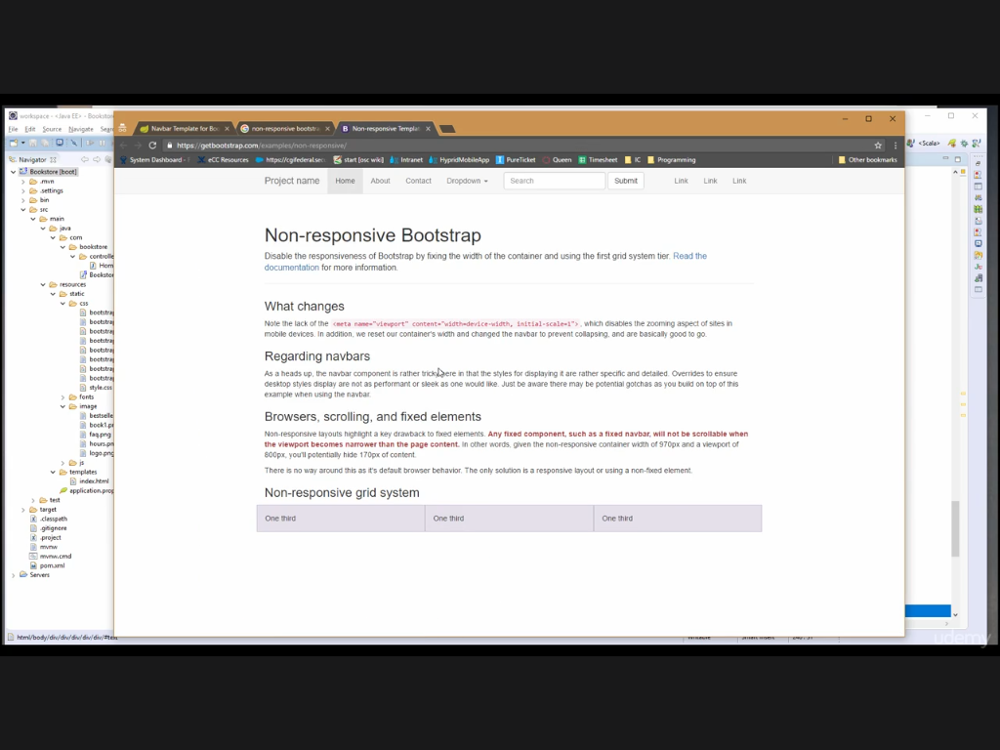 workspace - <Java EE> - Bookstor
File Edit Source Navigate Sear
Navbar Template for Bo
non-responsive bootstra
Non-responsive Templat
https://getbootstrap.com/examples/non-responsive/
System Dashboard - eCC Resources https://cgifederal.sec start [osc wiki] Intranet HypridMobileApp PureTicket Queen Timesheet IC Programming Other bookmarks
<Scala>
Navigator
Bookstore [boot]
.mvn
.settings
bin
src
main
java
com
bookstore
controlle
Hom
Bookstor
resources
static
css
bootstra
bootstra
bootstra
bootstra
bootstra
bootstra
bootstra
bootstra
style.css
fonts
image
bestselle
book1.p
faq.png
hours.pn
logo.png
js
templates
index.html
application.prop
test
target
.classpath
.gitignore
.project
mvnw
mvnw.cmd
pom.xml
Servers
Project name Home About Contact Dropdown Search Submit Link Link Link
Non-responsive Bootstrap
Disable the responsiveness of Bootstrap by fixing the width of the container and using the first grid system tier. Read the
documentation for more information.
What changes
Note the lack of the <meta name="viewport" content="width=device-width, initial-scale=1">, which disables the zooming aspect of sites in
mobile devices. In addition, we reset our container's width and changed the navbar to prevent collapsing, and are basically good to go.
Regarding navbars
As a heads up, the navbar component is rather tricky here in that the styles for displaying it are rather specific and detailed. Overrides to ensure
desktop styles display are not as performant or sleek as one would like. Just be aware there may be potential gotchas as you build on top of this
example when using the navbar.
Browsers, scrolling, and fixed elements
Non-responsive layouts highlight a key drawback to fixed elements. Any fixed component, such as a fixed navbar, will not be scrollable when
the viewport becomes narrower than the page content. In other words, given the non-responsive container width of 970px and a viewport of
800px, you'll potentially hide 170px of content.
There is no way around this as it's default browser behavior. The only solution is a responsive layout or using a non-fixed element.
Non-responsive grid system
One third One third One third
html/body/div/div/div/div/div/#tex
udemy